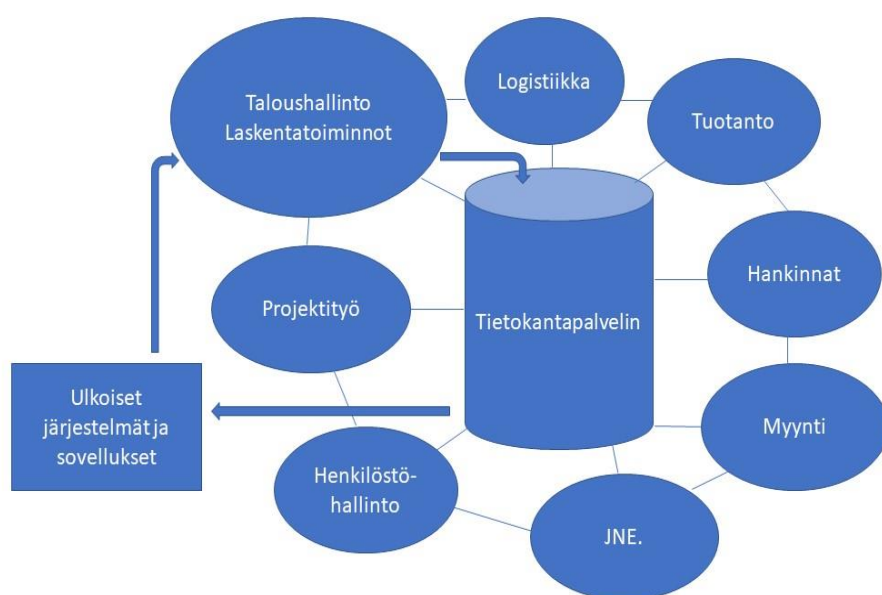 Taloushallinto
Laskentatoiminnot
Logistiikka
Tuotanto
Hankinnat
Projektityö
Tietokantapalvelin
Ulkoiset
järjestelmät ja
sovellukset
Myynti
Henkilöstö-
hallinto
JNE.